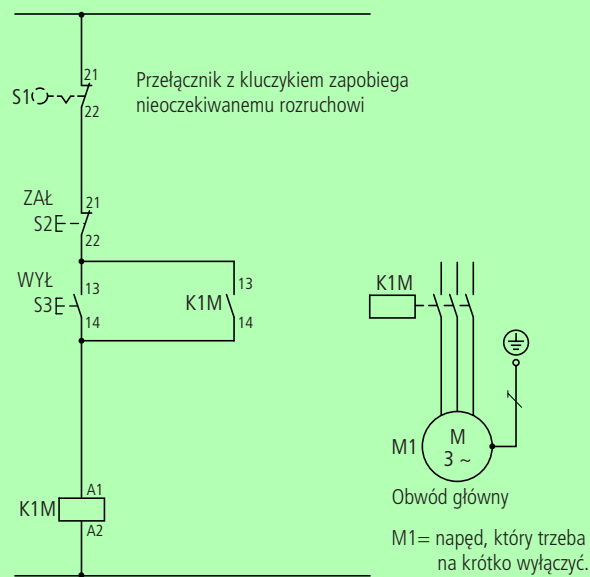 21
S1
22
Przełącznik z kluczykiem zapobiega
nieoczekiwanemu rozruchowi
ZAŁ
21
S2
22
WYŁ
13
S3
14
K1M
13
14
K1M
M1
M
3 ~
Obwód główny
K1M
A1
A2
M1= napęd, który trzeba
na krótko wyłączyć.